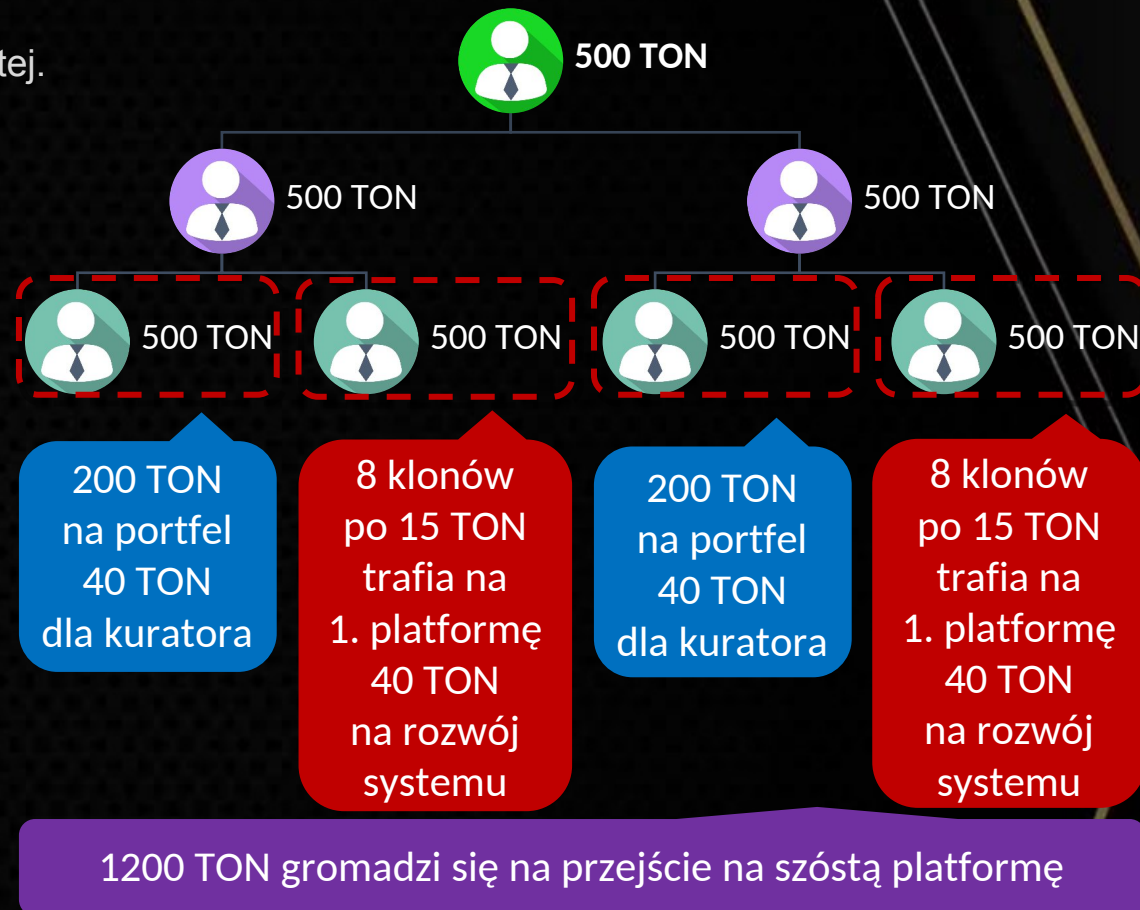 tej.
500 TON
500 TON
500 TON
500 TON
500 TON
500 TON
500 TON
200 TON
na portfel
40 TON
dla kuratora
8 klonów
po 15 TON
trafia na
1. platformę
40 TON
na rozwój
systemu
200 TON
na portfel
40 TON
dla kuratora
8 klonów
po 15 TON
trafia na
1. platformę
40 TON
na rozwój
systemu
1200 TON gromadzi się na przejście na szóstą platformę